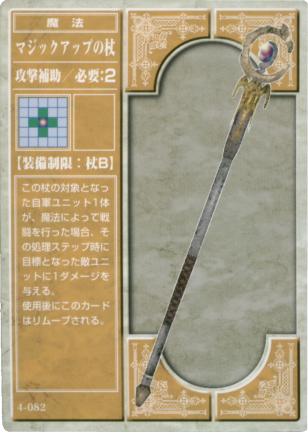 魔法
マジックアップの杖
攻撃補助／必要:2
【装備制限：杖B】
この杖の対象となっ
た自軍ユニット1体
が、魔法によって戦
闘を行った場合、そ
の処理ステップ時に
目標となった敵ユニ
ットに1ダメージを
与える。
使用後にこのカード
はリムーブされる。
4-082